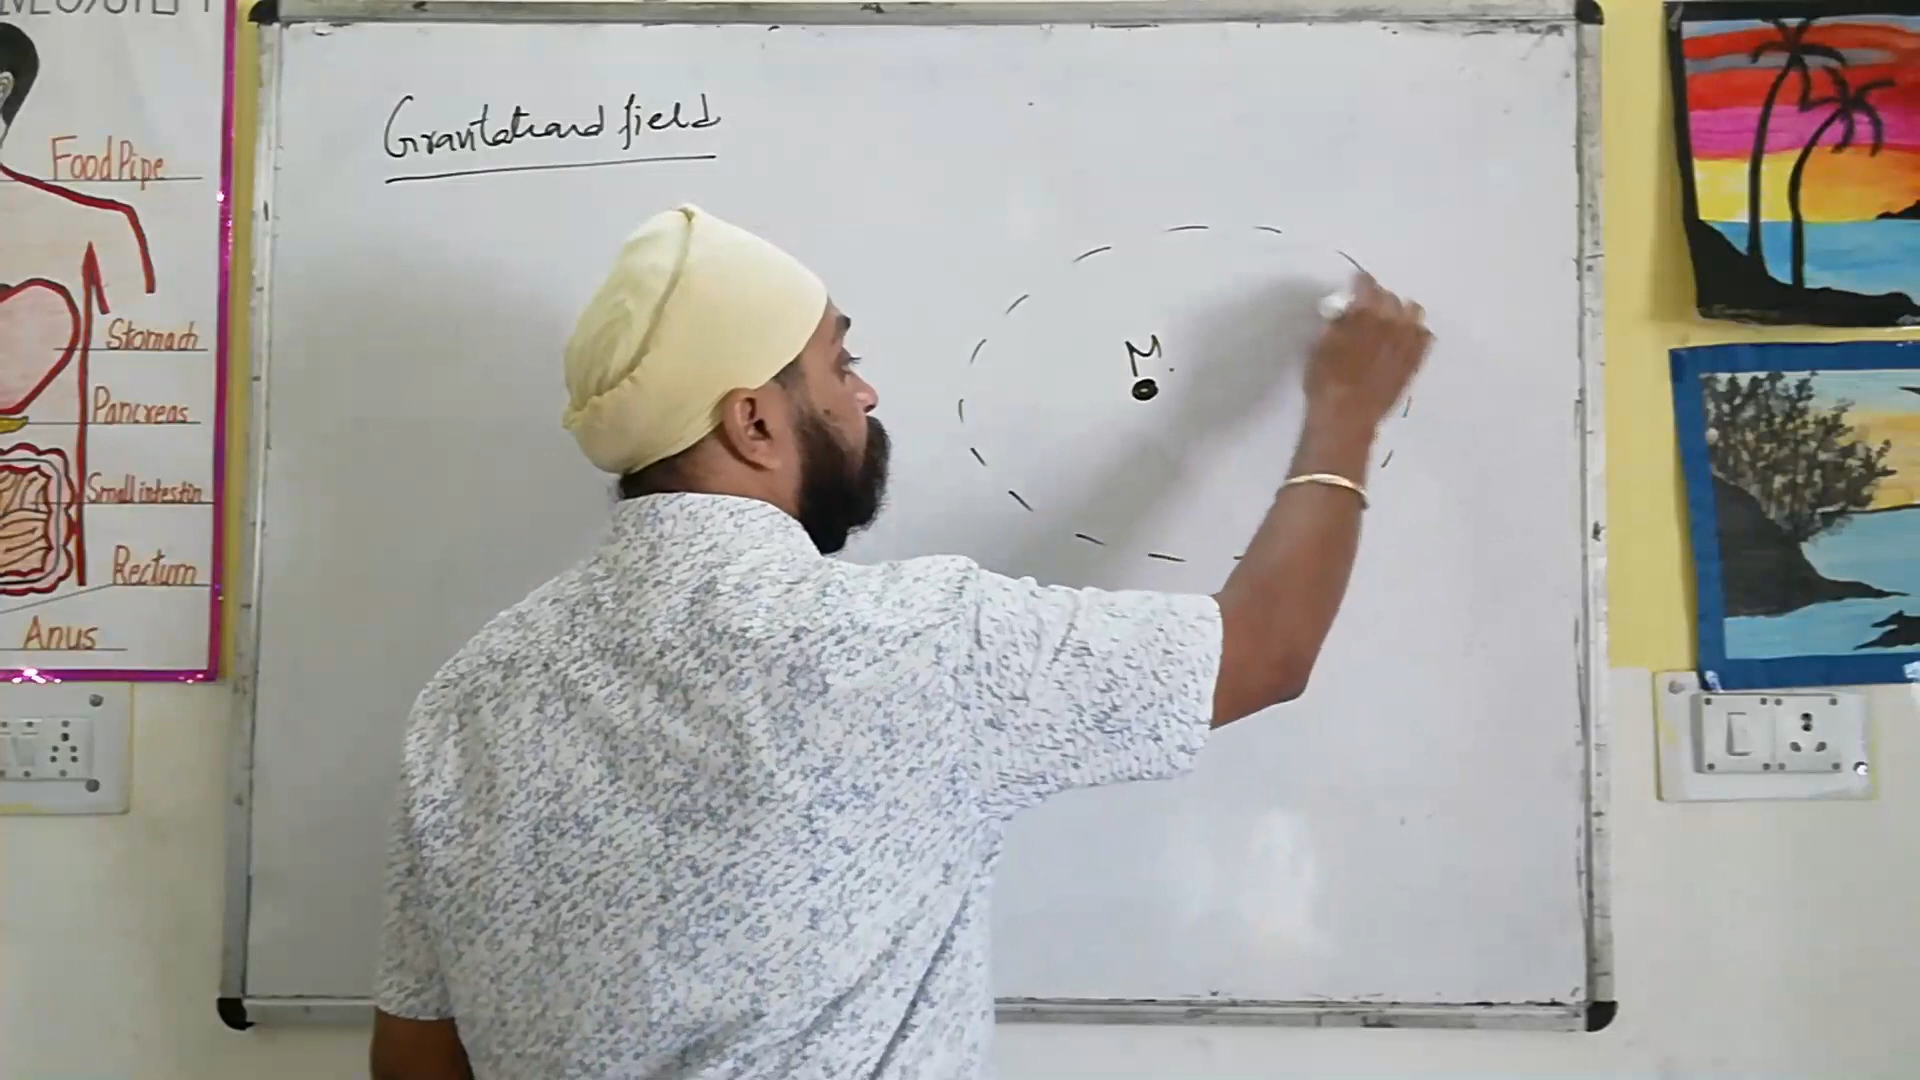 Food Pipe
Stomach
Pancreas
Small intestin
Rectum
Anus
Gravitational field
M